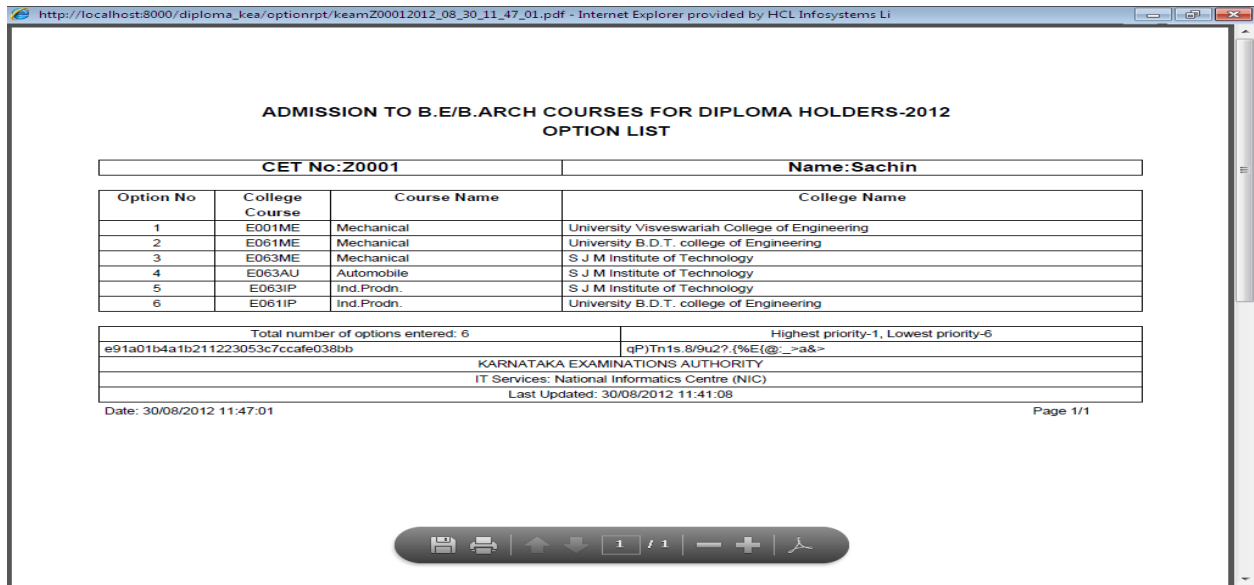 http://localhost:8000/diploma_kea/optionrpt/keamZ00012012_08_30_11_47_01.pdf - Internet Explorer provided by HCL Infosystems Li
ADMISSION TO B.E/B.ARCH COURSES FOR DIPLOMA HOLDERS-2012
OPTION LIST
CET No:Z0001 Name:Sachin
Option No College Course Course Name College Name
1 E001ME Mechanical University Visveswariah College of Engineering
2 E061ME Mechanical University B.D.T. college of Engineering
3 E063ME Mechanical S J M Institute of Technology
4 E063AU Automobile S J M Institute of Technology
5 E063IP Ind.Prodn. S J M Institute of Technology
6 E061IP Ind.Prodn. University B.D.T. college of Engineering
Total number of options entered: 6 Highest priority-1, Lowest priority-6
e91a01b4a1b211223053c7ccafe038bb qP)Tn1s.8/9u2?.{%E{@:_>a&>
KARNATAKA EXAMINATIONS AUTHORITY
IT Services: National Informatics Centre (NIC)
Last Updated: 30/08/2012 11:41:08
Date: 30/08/2012 11:47:01 Page 1/1
1 / 1